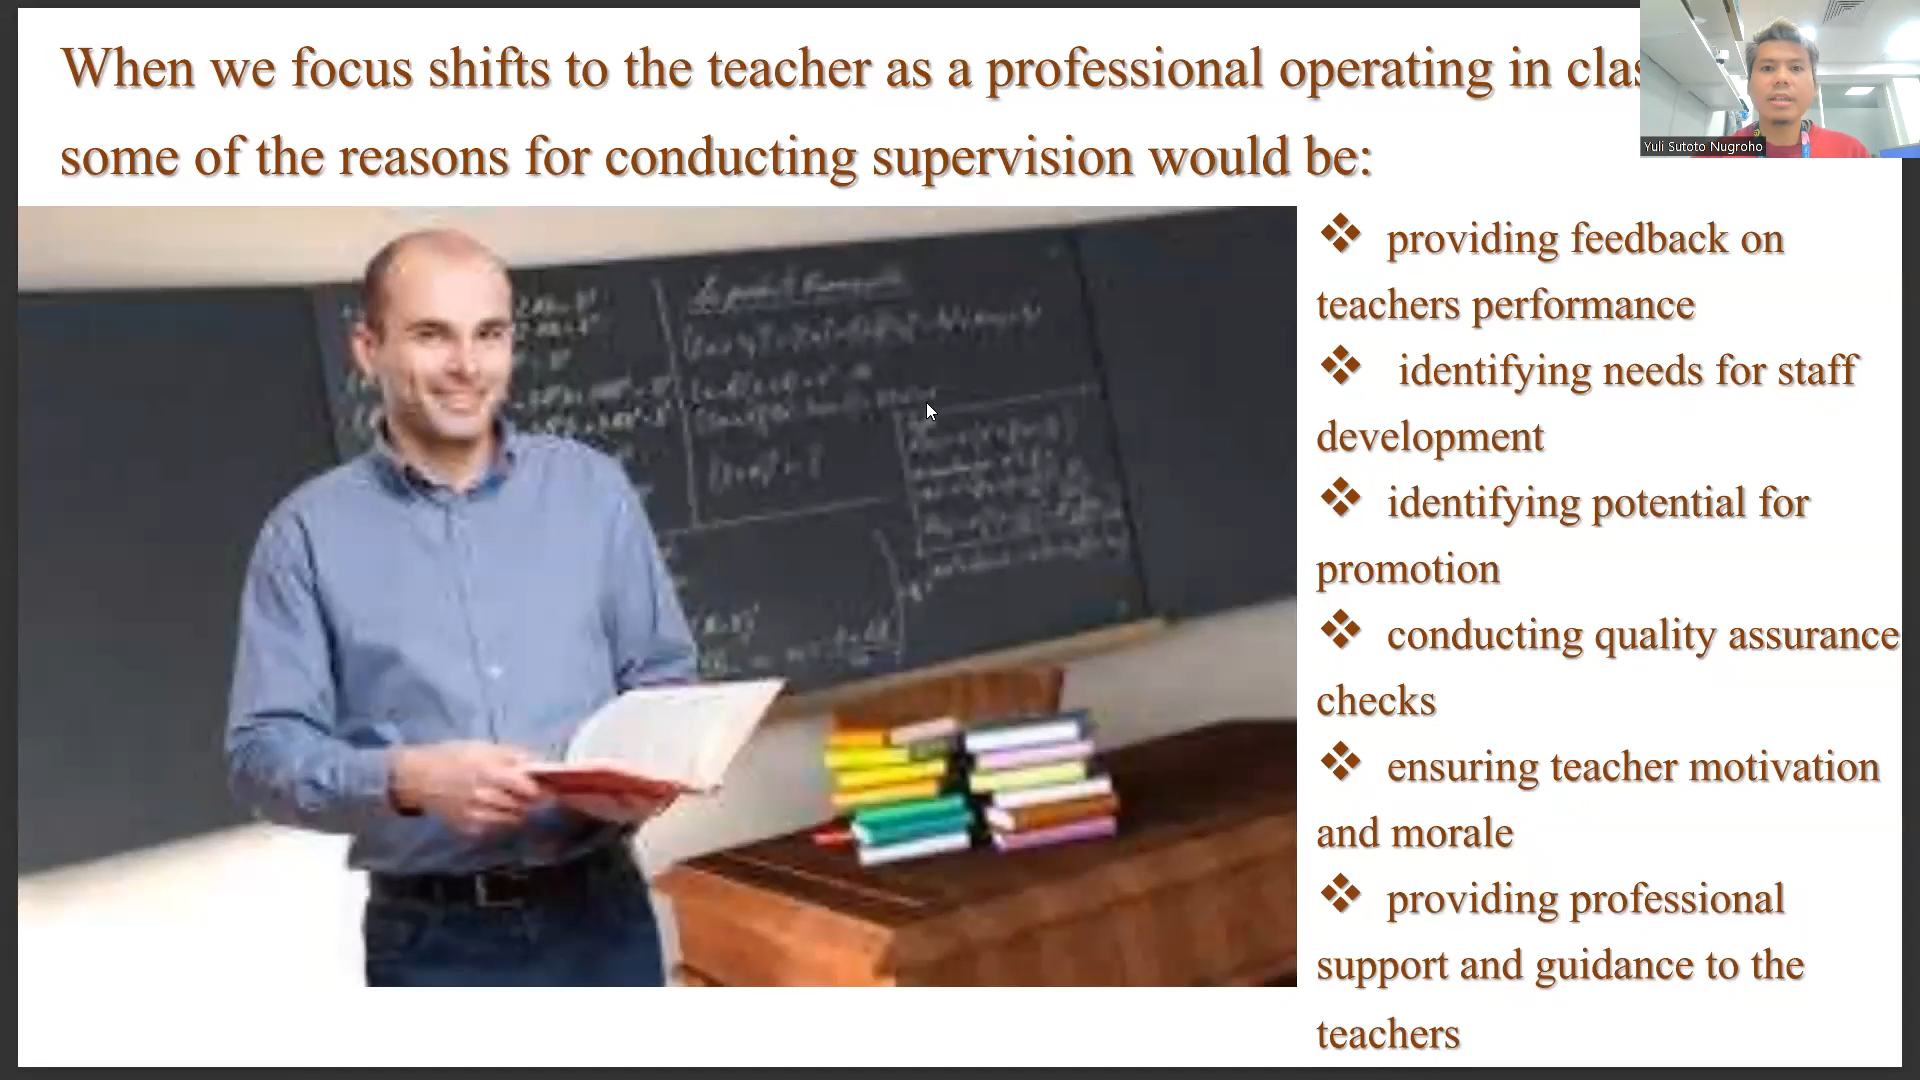 When we focus shifts to the teacher as a professional operating in
some of the reasons for conducting supervision would be:
Yuli Sutoto Nugroho
❖ providing feedback on
teachers performance
❖ identifying needs for staff
development
❖ identifying potential for
promotion
❖ conducting quality assurance
checks
❖ ensuring teacher motivation
and morale
❖ providing professional
support and guidance to the
teachers